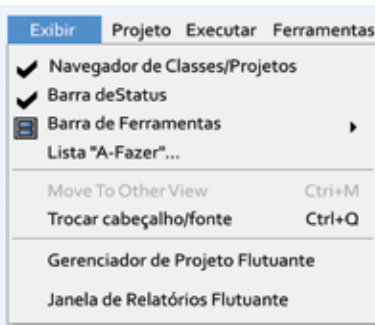 Exibir Projeto Executar Ferramentas
Navegador de Classes/Projetos
Barra deStatus
Barra de Ferramentas
Lista "A-Fazer"...
Move To Other View Ctri+M
Trocar cabeçalho/fonte Ctrl+Q
Gerenciador de Projeto Flutuante
Janela de Relatórios Flutuante